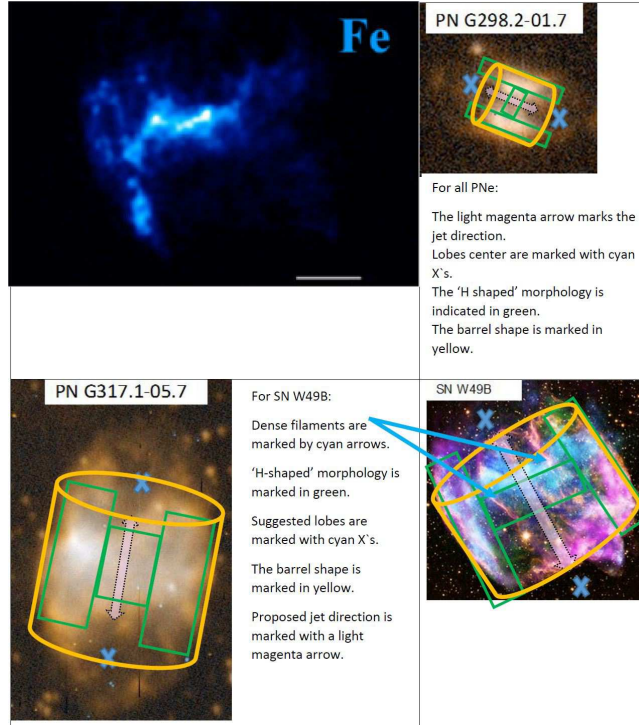 Fe
PN G298.2-01.7
For all PNe:
The light magenta arrow marks the
jet direction.
Lobes center are marked with cyan
X`s.
The ‘H shaped’ morphology is
indicated in green.
The barrel shape is marked in
yellow.
PN G317.1-05.7
For SN W49B:
Dense filaments are
marked by cyan arrows.
‘H-shaped’ morphology is
marked in green.
Suggested lobes are
marked with cyan X`s.
The barrel shape is
marked in yellow.
Proposed jet direction is
marked with a light
magenta arrow.
SN W49B